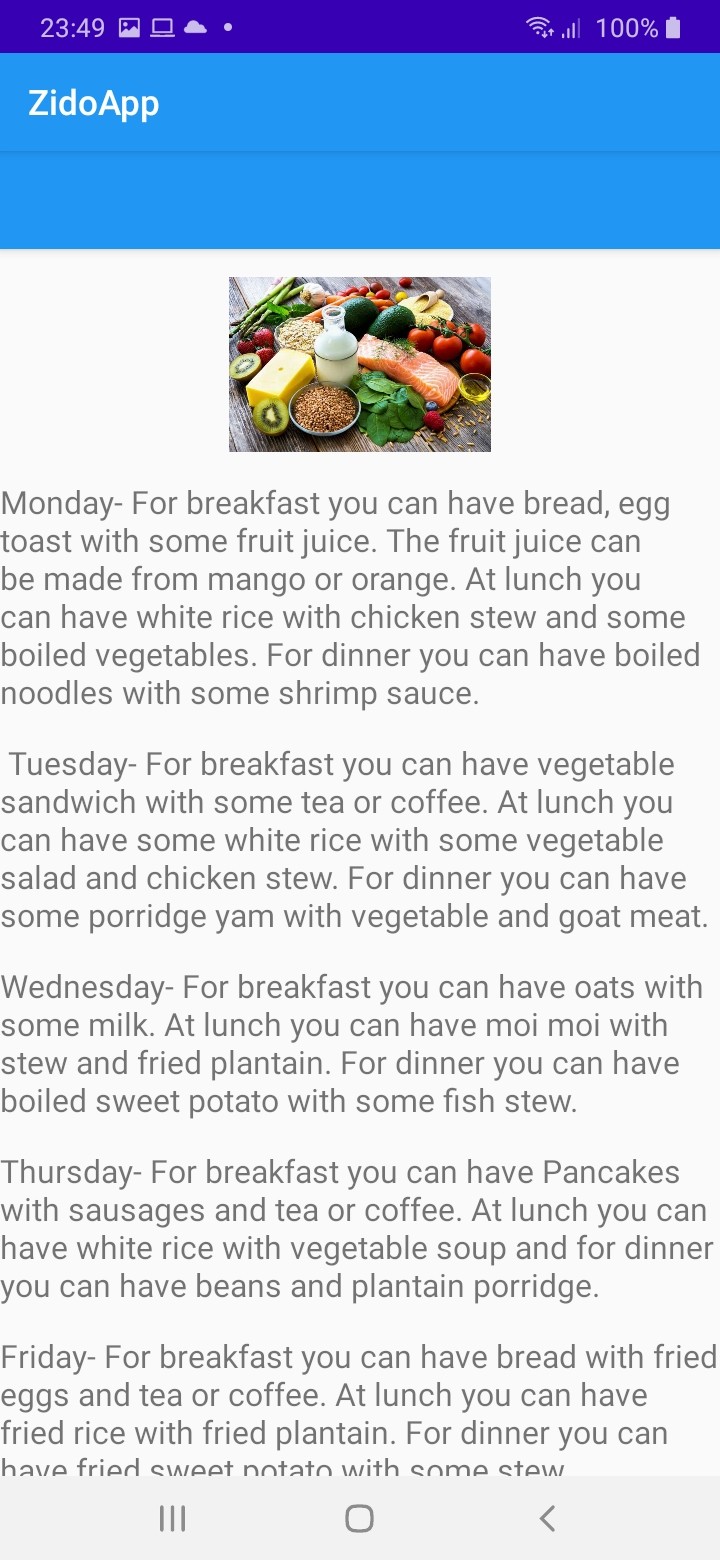 23:49
100%
ZidoApp
Monday- For breakfast you can have bread, egg
toast with some fruit juice. The fruit juice can
be made from mango or orange. At lunch you
can have white rice with chicken stew and some
boiled vegetables. For dinner you can have boiled
noodles with some shrimp sauce.
Tuesday- For breakfast you can have vegetable
sandwich with some tea or coffee. At lunch you
can have some white rice with some vegetable
salad and chicken stew. For dinner you can have
some porridge yam with vegetable and goat meat.
Wednesday- For breakfast you can have oats with
some milk. At lunch you can have moi moi with
stew and fried plantain. For dinner you can have
boiled sweet potato with some fish stew.
Thursday- For breakfast you can have Pancakes
with sausages and tea or coffee. At lunch you can
have white rice with vegetable soup and for dinner
you can have beans and plantain porridge.
Friday- For breakfast you can have bread with fried
eggs and tea or coffee. At lunch you can have
fried rice with fried plantain. For dinner you can
have fried sweet potato with some stew